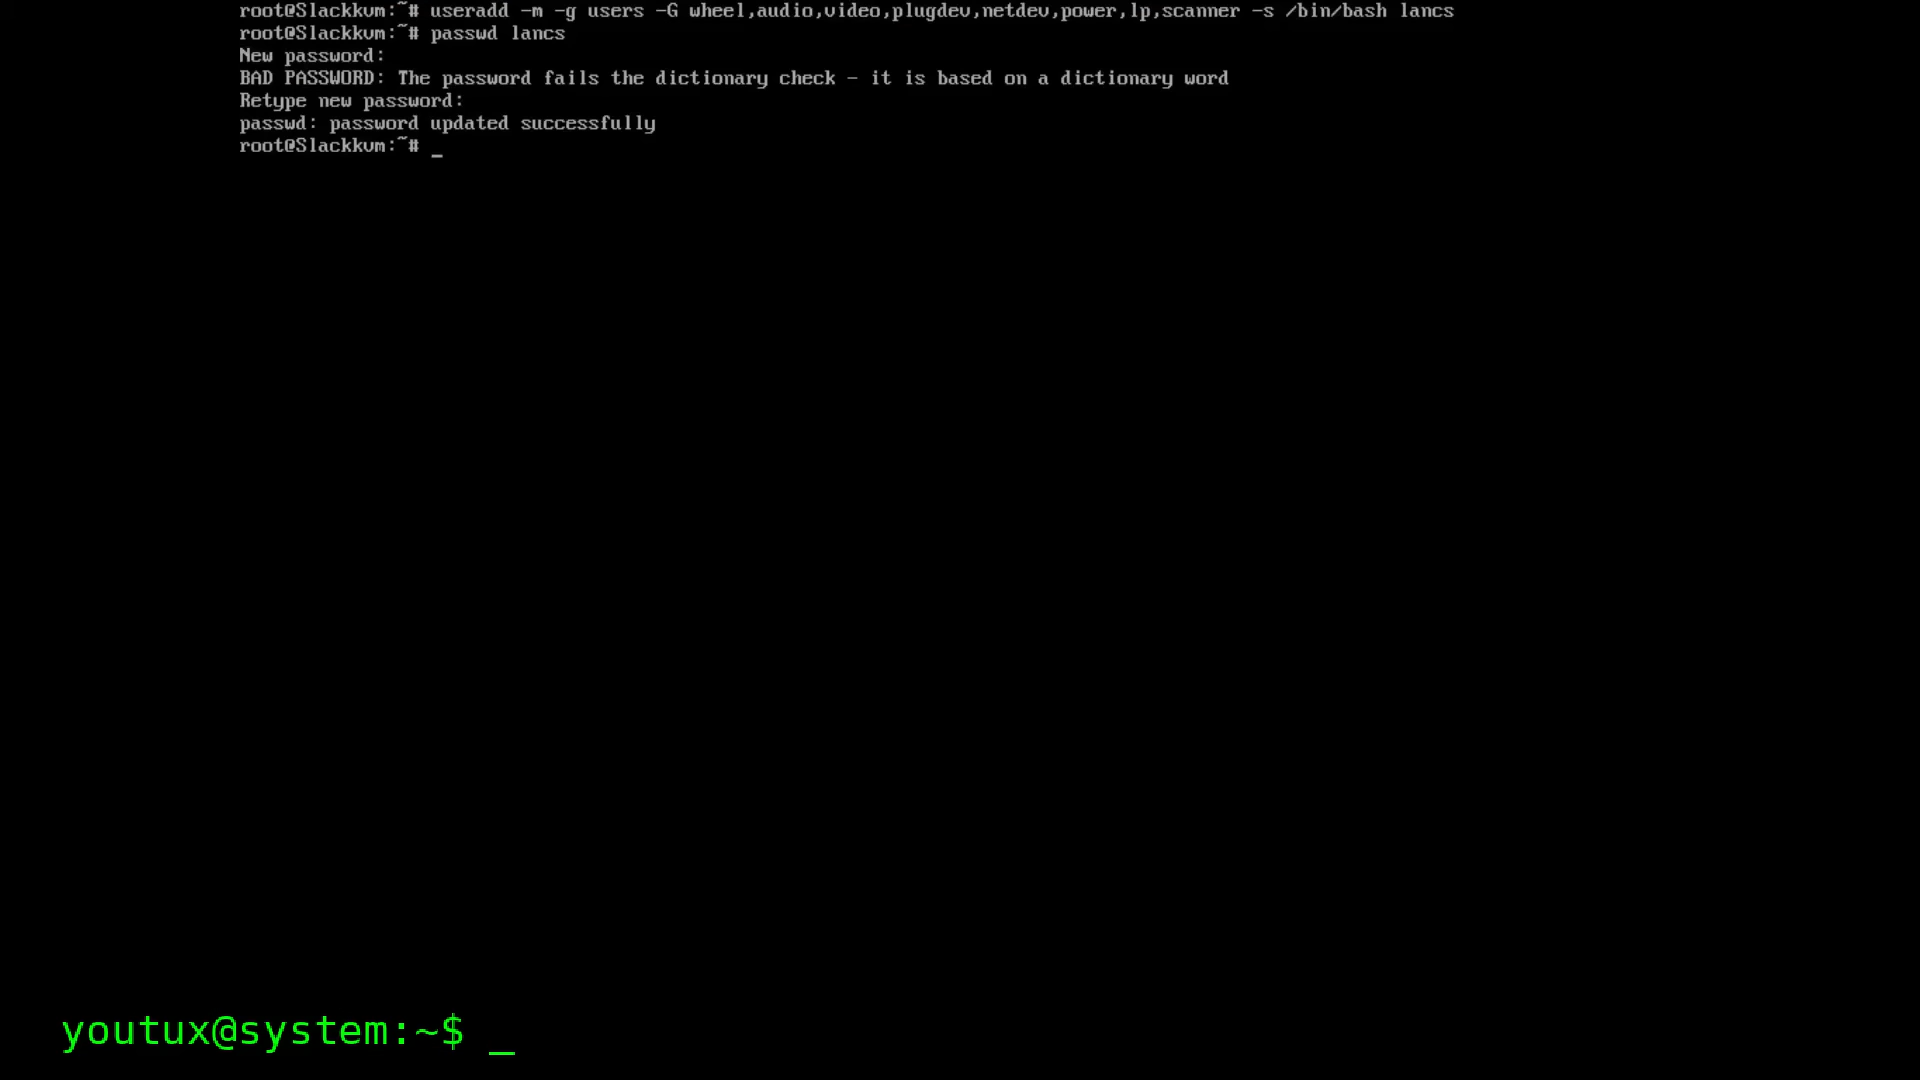 root@Slackkvm:~# useradd -m -g users -G wheel,audio,video,plugdev,netdev,power,lp,scanner -s /bin/bash lancs
root@Slackkvm:~# passwd lancs
New password:
BAD PASSWORD: The password fails the dictionary check - it is based on a dictionary word
Retype new password:
passwd: password updated successfully
root@Slackkvm:~# _
youtux@system:~$ _